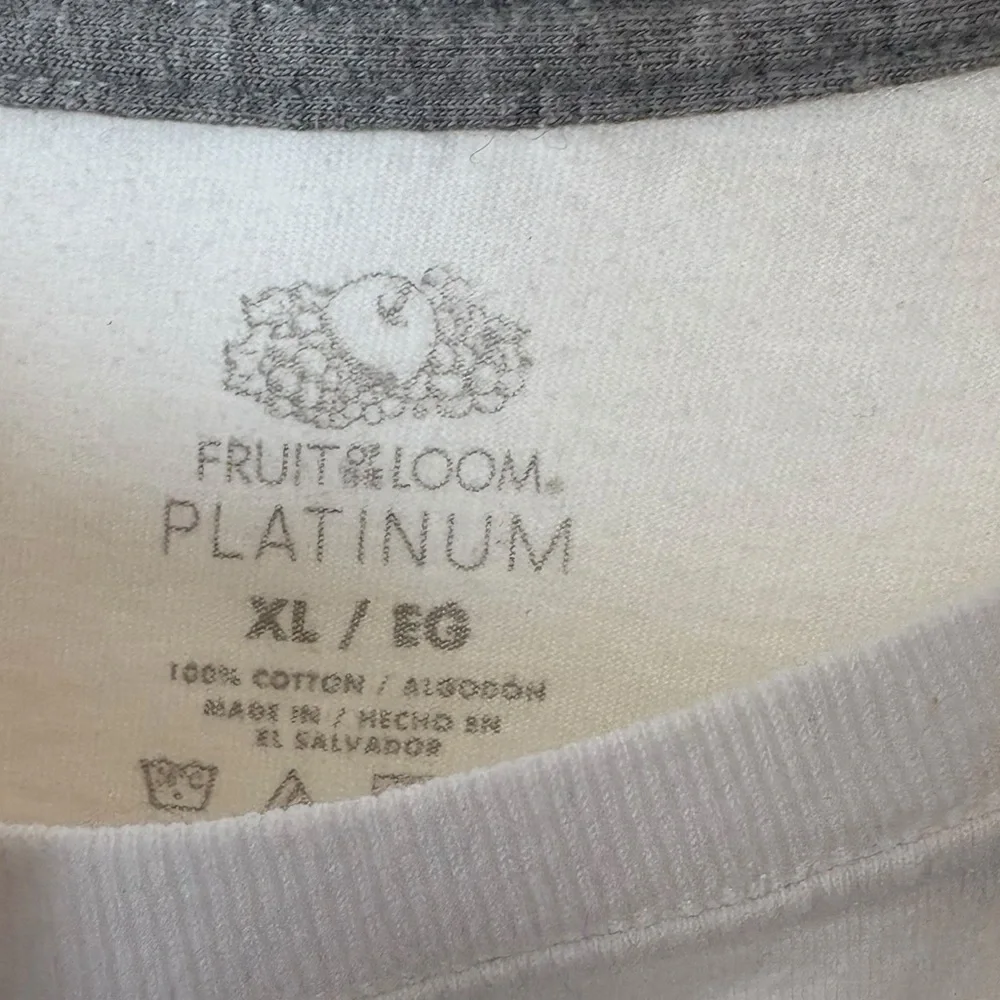 FRUIT OF THE LOOM®
PLATINUM
XL / EG
100% COTTON / ALGODÓN
MADE IN / HECHO EN
EL SALVADOR